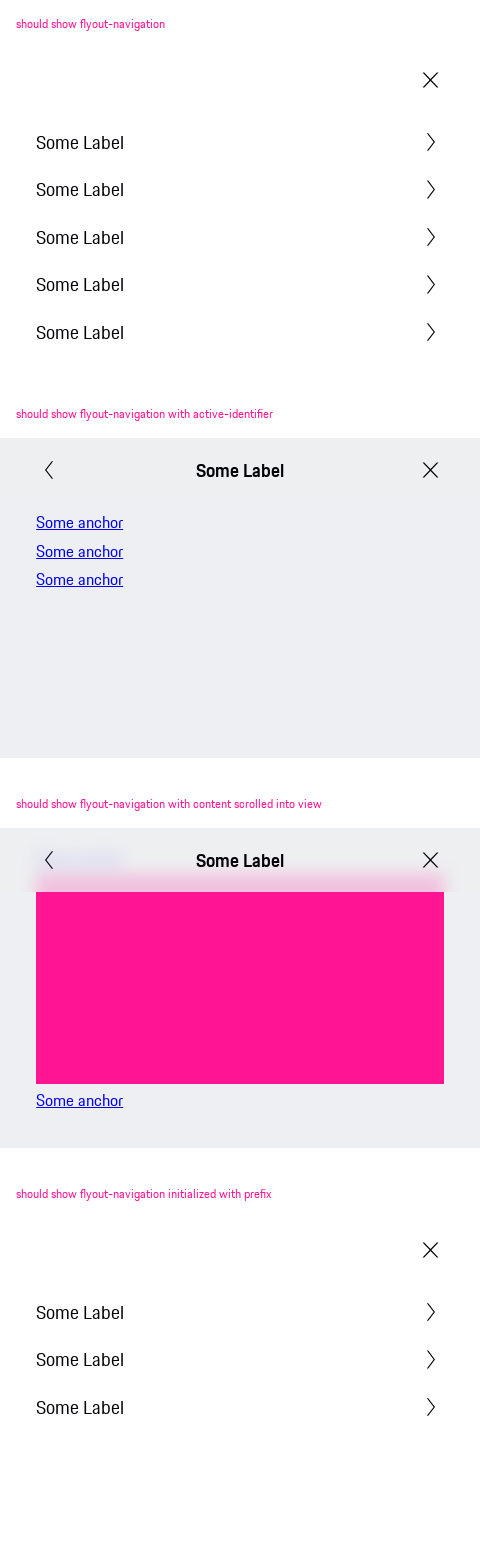 should show flyout-navigation
Some Label
Some Label
Some Label
Some Label
Some Label
should show flyout-navigation with active-identifier
Some Label
Some anchor
Some anchor
Some anchor
should show flyout-navigation with content scrolled into view
Some Label
Some anchor
should show flyout-navigation initialized with prefix
Some Label
Some Label
Some Label